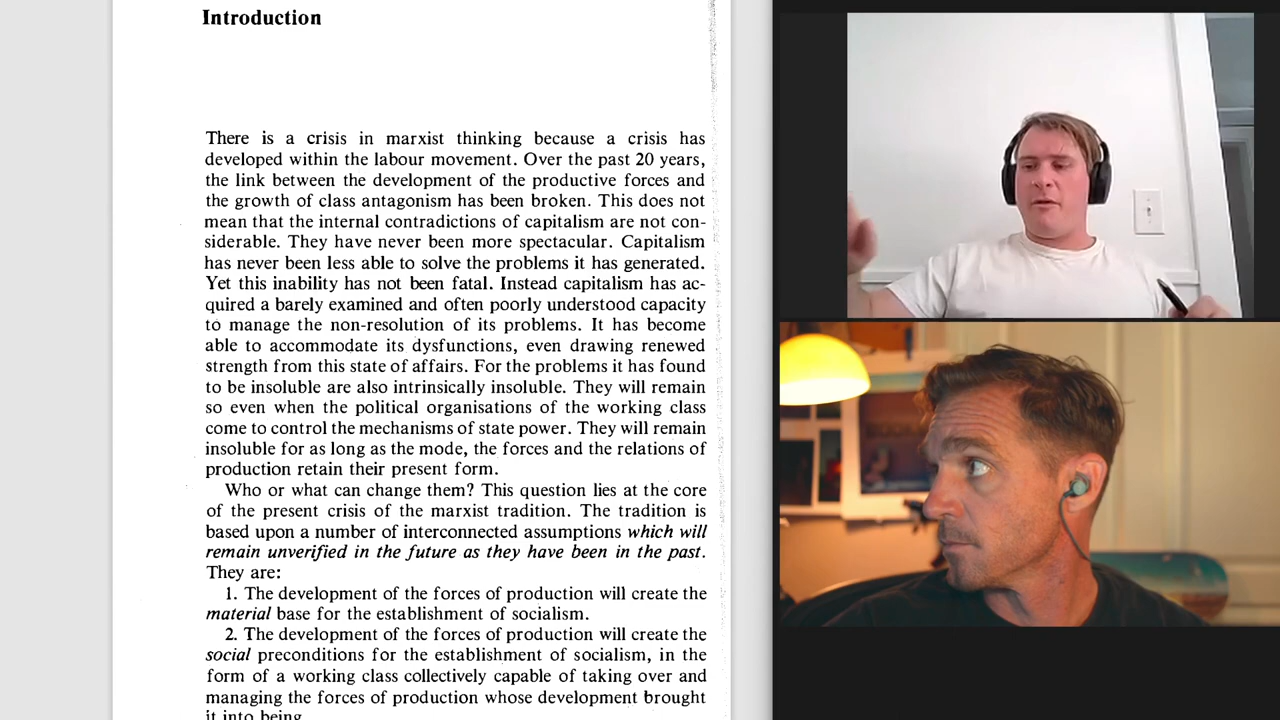 Introduction
There is a crisis in marxist thinking because a crisis has
developed within the labour movement. Over the past 20 years,
the link between the development of the productive forces and
the growth of class antagonism has been broken. This does not
mean that the internal contradictions of capitalism are not con-
siderable. They have never been more spectacular. Capitalism
has never been less able to solve the problems it has generated.
Yet this inability has not been fatal. Instead capitalism has ac-
quired a barely examined and often poorly understood capacity
to manage the non-resolution of its problems. It has become
able to accommodate its dysfunctions, even drawing renewed
strength from this state of affairs. For the problems it has found
to be insoluble are also intrinsically insoluble. They will remain
so even when the political organisations of the working class
come to control the mechanisms of state power. They will remain
insoluble for as long as the mode, the forces and the relations of
production retain their present form.
Who or what can change them? This question lies at the core
of the present crisis of the marxist tradition. The tradition is
based upon a number of interconnected assumptions which will
remain unverified in the future as they have been in the past.
They are:
1. The development of the forces of production will create the
material base for the establishment of socialism.
2. The development of the forces of production will create the
social preconditions for the establishment of socialism, in the
form of a working class collectively capable of taking over and
managing the forces of production whose development brought
it into being.